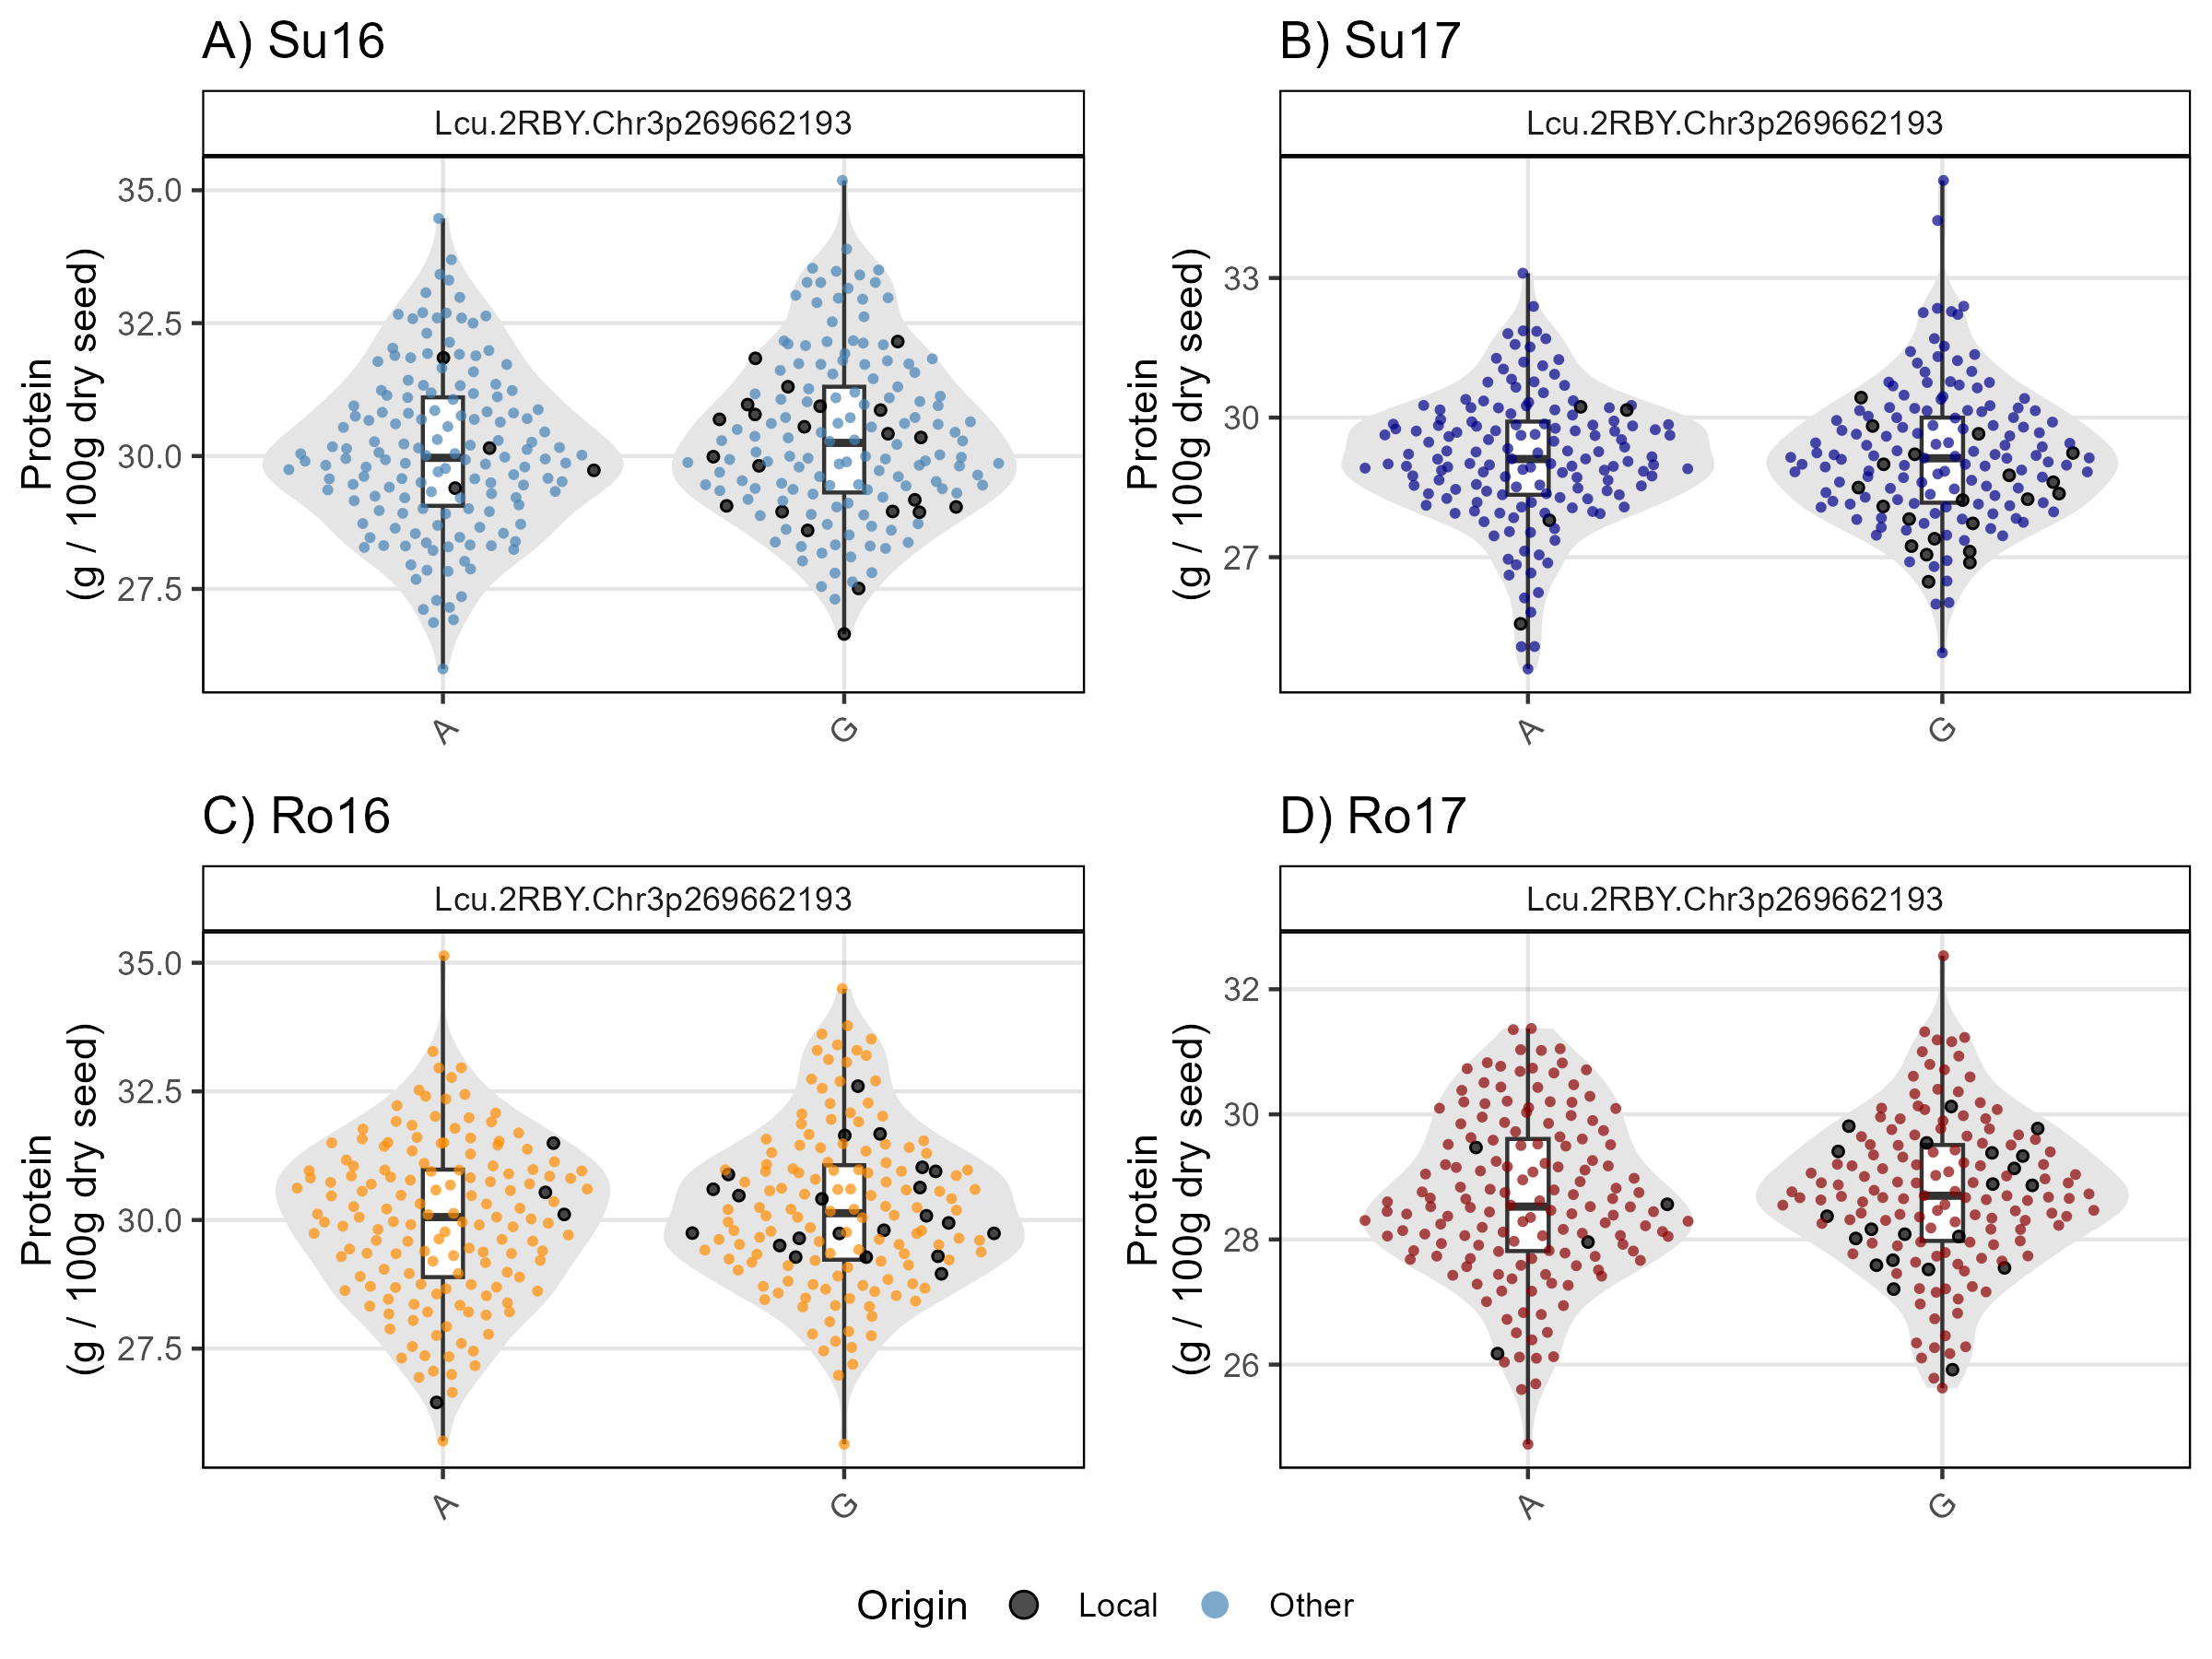 A) Su16
Lcu.2RBY.Chr3p269662193
Protein
(g / 100g dry seed)
35.0
32.5
30.0
27.5
A
G
B) Su17
Lcu.2RBY.Chr3p269662193
Protein
(g / 100g dry seed)
33
30
27
A
G
C) Ro16
Lcu.2RBY.Chr3p269662193
Protein
(g / 100g dry seed)
35.0
32.5
30.0
27.5
A
G
D) Ro17
Lcu.2RBY.Chr3p269662193
Protein
(g / 100g dry seed)
32
30
28
26
A
G
Origin Local Other